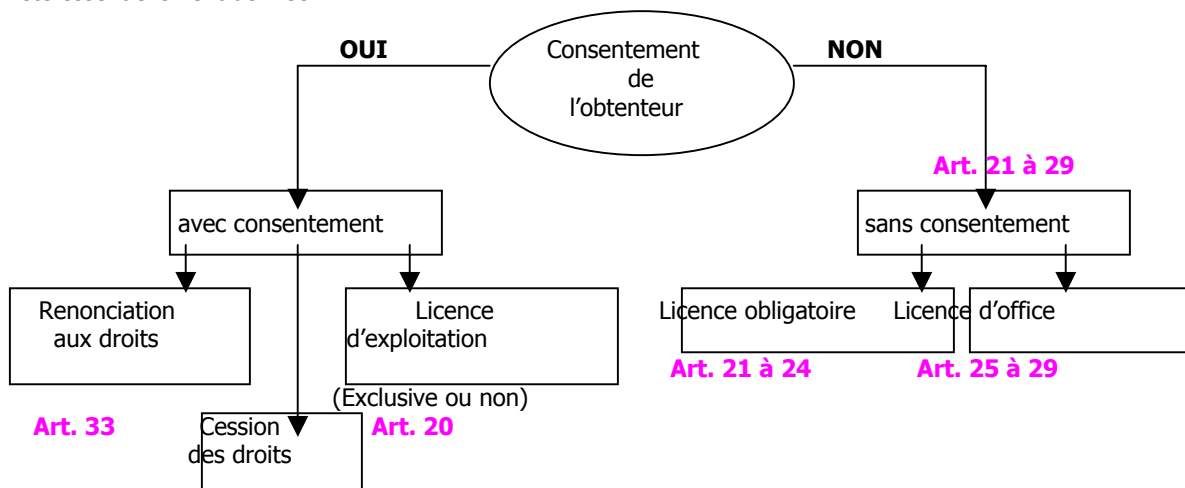 OUI
Consentement
de
l’obtenteur
NON
Art. 21 à 29
avec consentement
sans consentement
Renonciation
aux droits
Licence
d’exploitation
(Exclusive ou non)
Licence obligatoire
Licence d’office
Art. 33
Cession
des droits
Art. 20
Art. 21 à 24
Art. 25 à 29